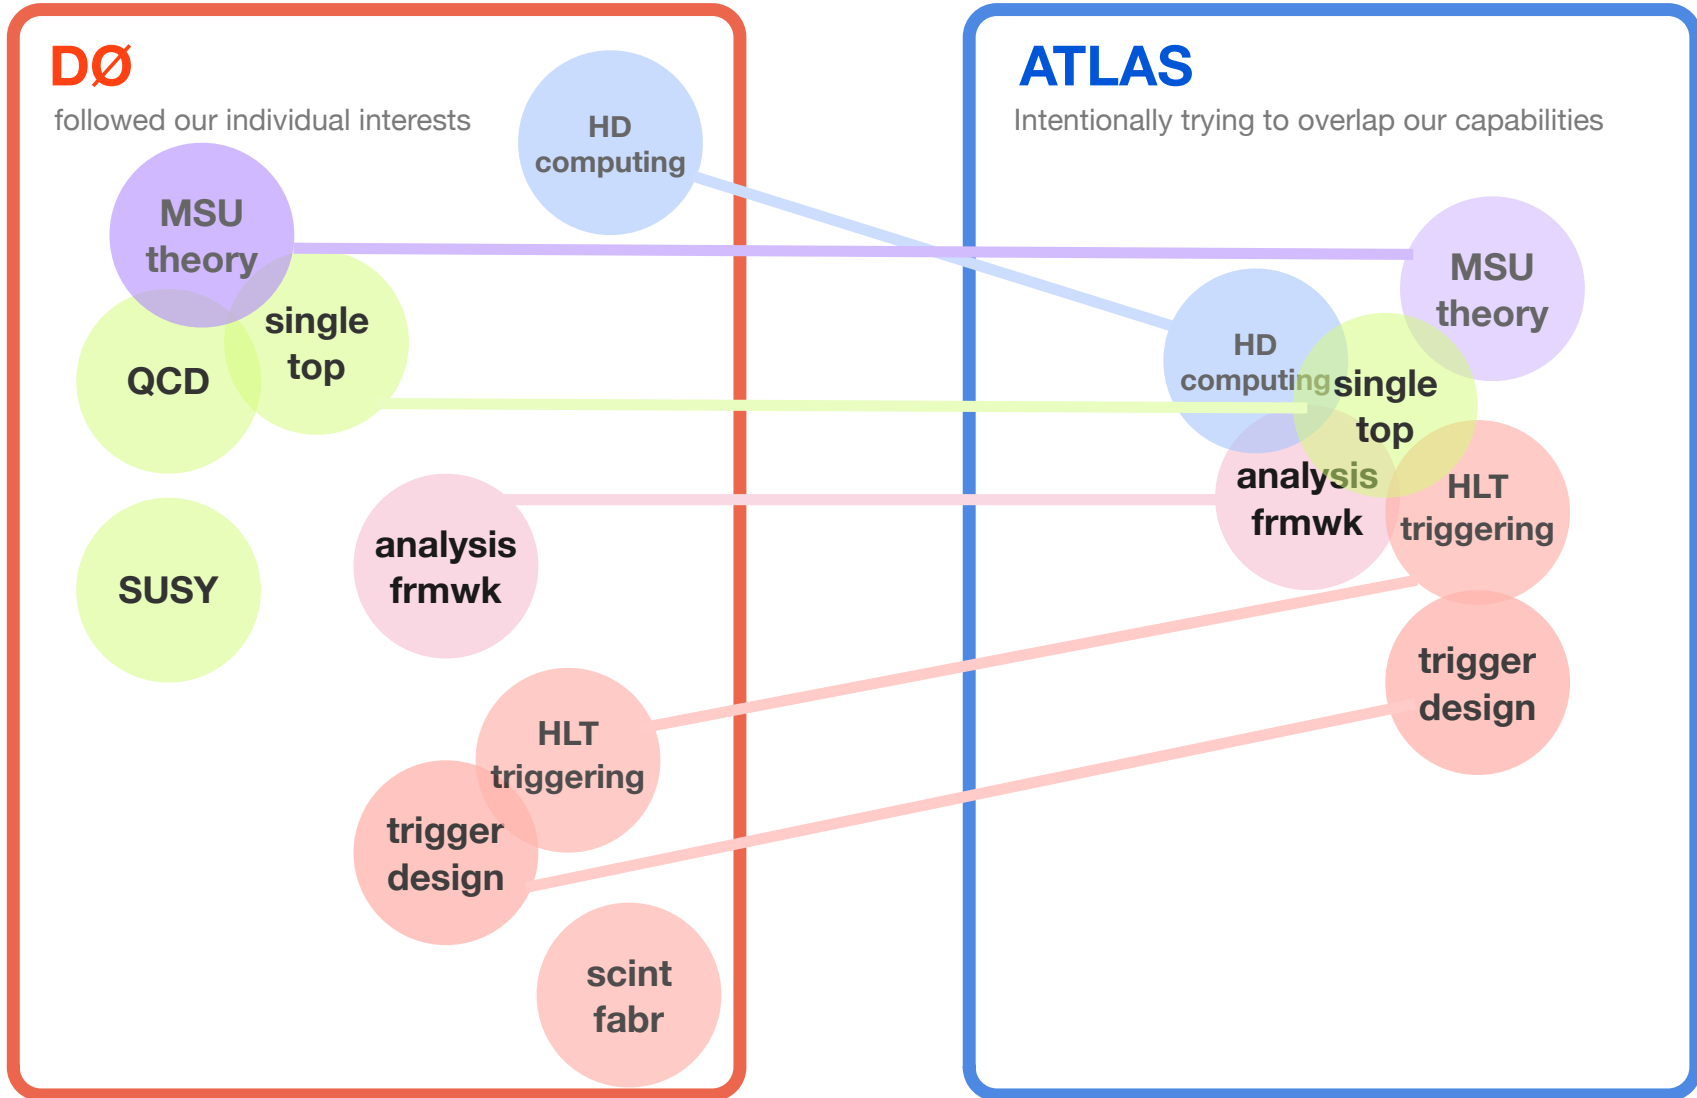 DØ
followed our individual interests
HD
computing
MSU
theory
single
top
QCD
analysis
frmwk
SUSY
HLT
triggering
trigger
design
scint
fabr
ATLAS
Intentionally trying to overlap our capabilities
MSU
theory
HD
computing
single
top
analysis
frmwk
HLT
triggering
trigger
design